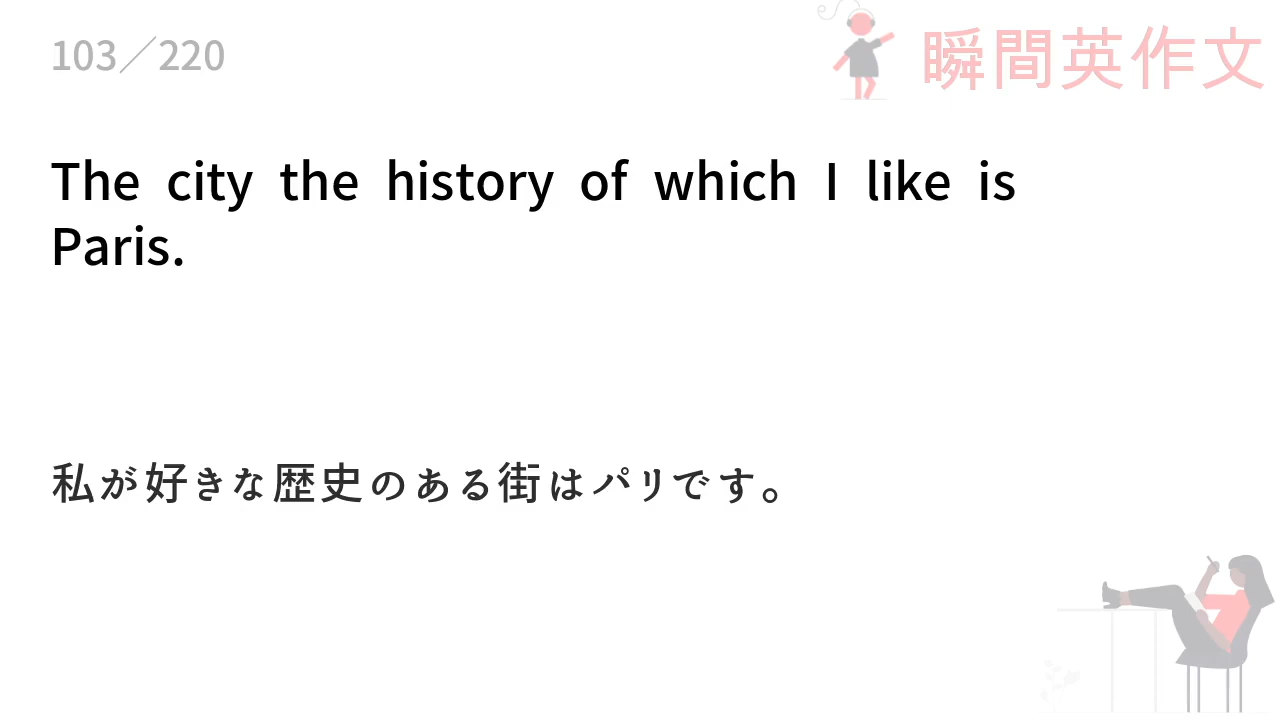 103／220
瞬間英作文
The city the history of which I like is
Paris.
私が好きな歴史のある街はパリです。